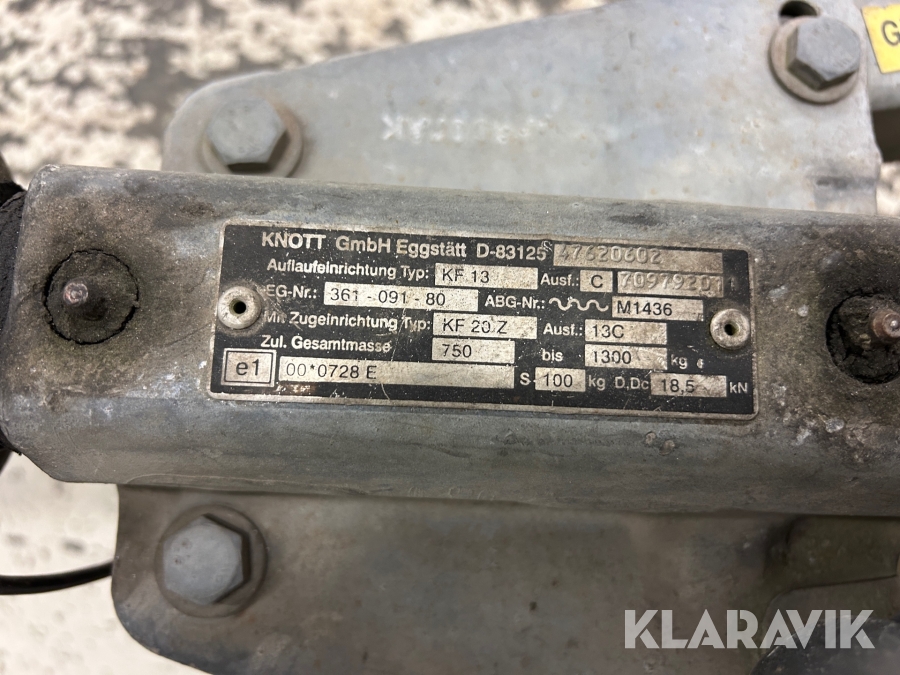 G
KNOTT GmbH Eggstätt D-83125 47620602
Auflaufeinrichtung Typ: KF 13 Ausf. C
EG-Nr.: 361-091-80 ABG-Nr.: M1436
Mit Zugeinrichtung Typ: KF 20 Z Ausf.: 13C
Zul. Gesamtmasse 750 bis 1300 kg
e1 00*0728 E S 100 kg D,Dc 18,5 kN
KLARAVIK